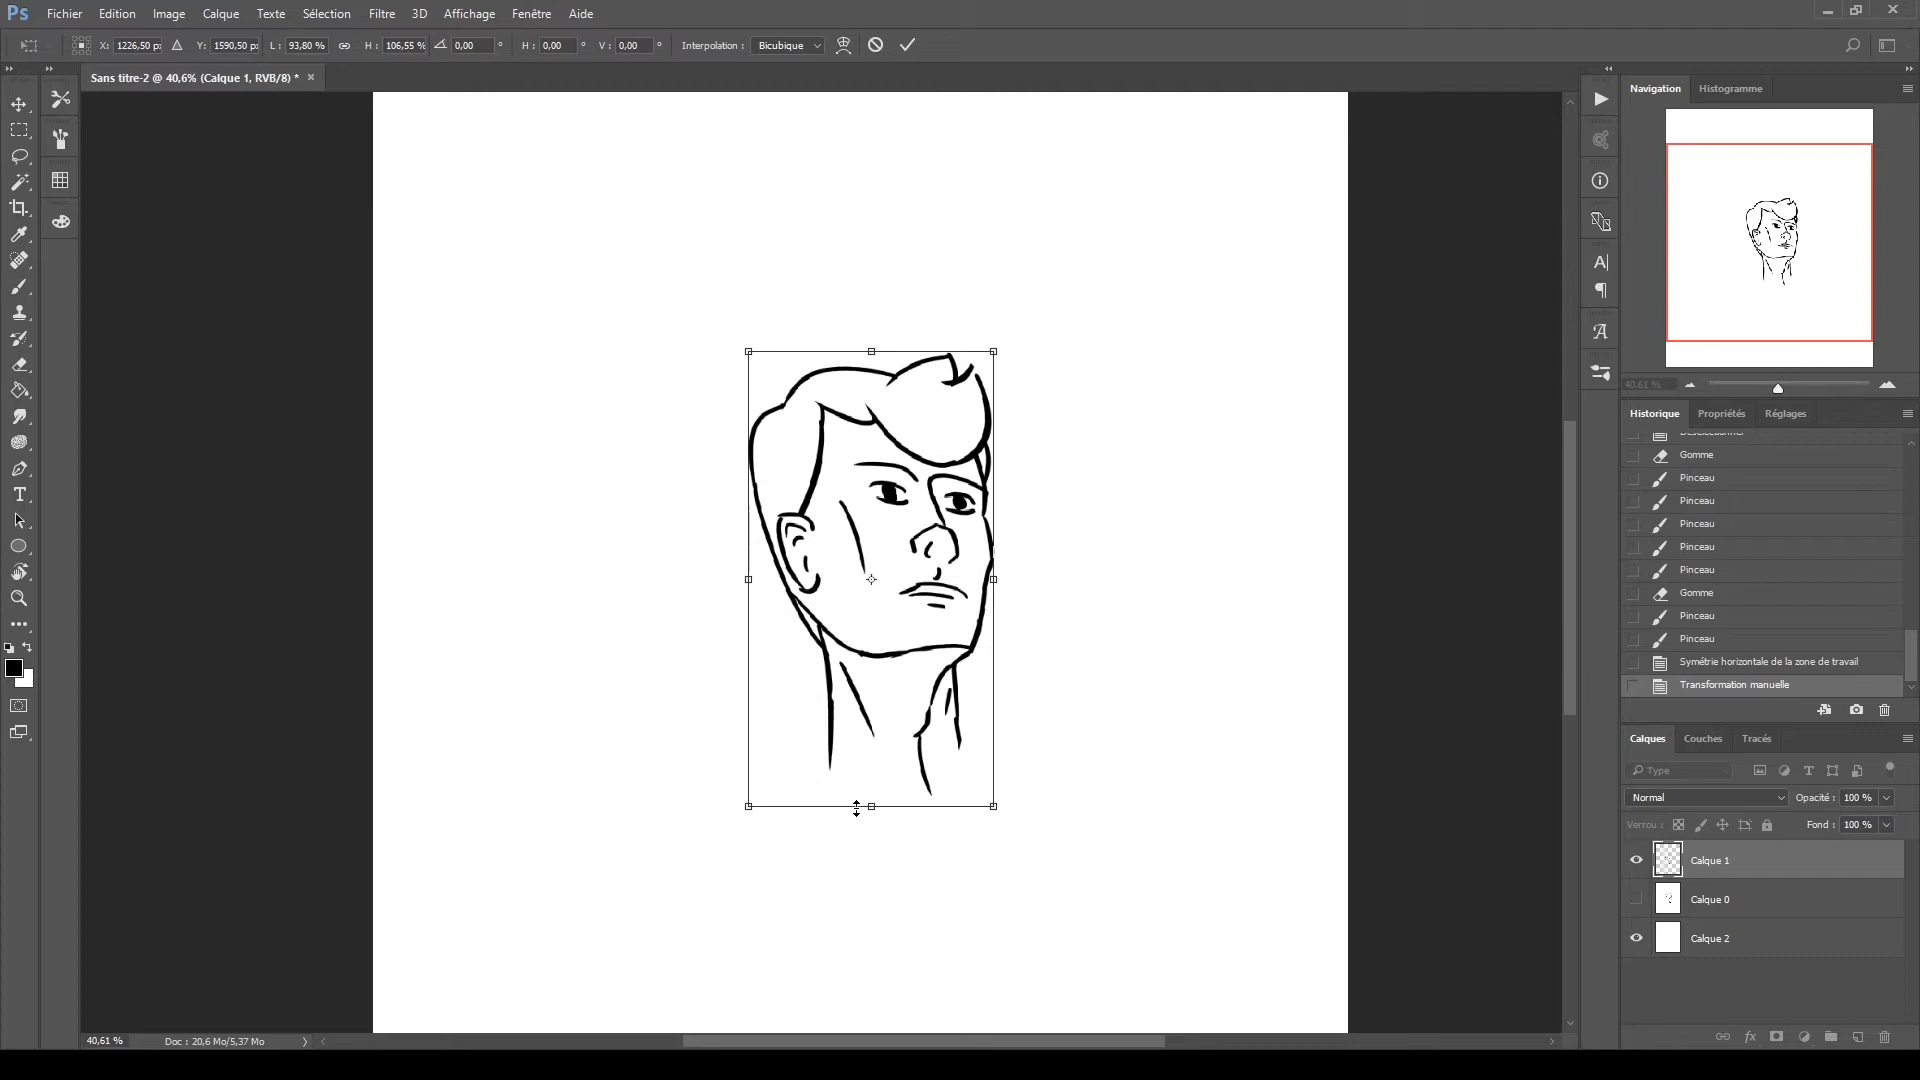 Ps Fichier Edition Image Calque Texte Sélection Filtre 3D Affichage Fenêtre Aide
X: 1226,50 px Y: 1590,50 px L: 93,80 % H: 106,55 % 0,00 ° H: 0,00 ° V: 0,00 ° Interpolation : Bicubique
Sans titre-2 @ 40,6% (Calque 1, RVB/8) * ×
Navigation Histogramme
40,61 %
Historique Propriétés Réglages
Gomme
Pinceau
Pinceau
Pinceau
Pinceau
Pinceau
Gomme
Pinceau
Pinceau
Symétrie horizontale de la zone de travail
Transformation manuelle
Calques Couches Tracés
Type
Normal Opacité : 100 %
Verrou : Fond : 100 %
Calque 1
Calque 0
Calque 2
40,61 % Doc : 20,6 Mo/5,37 Mo